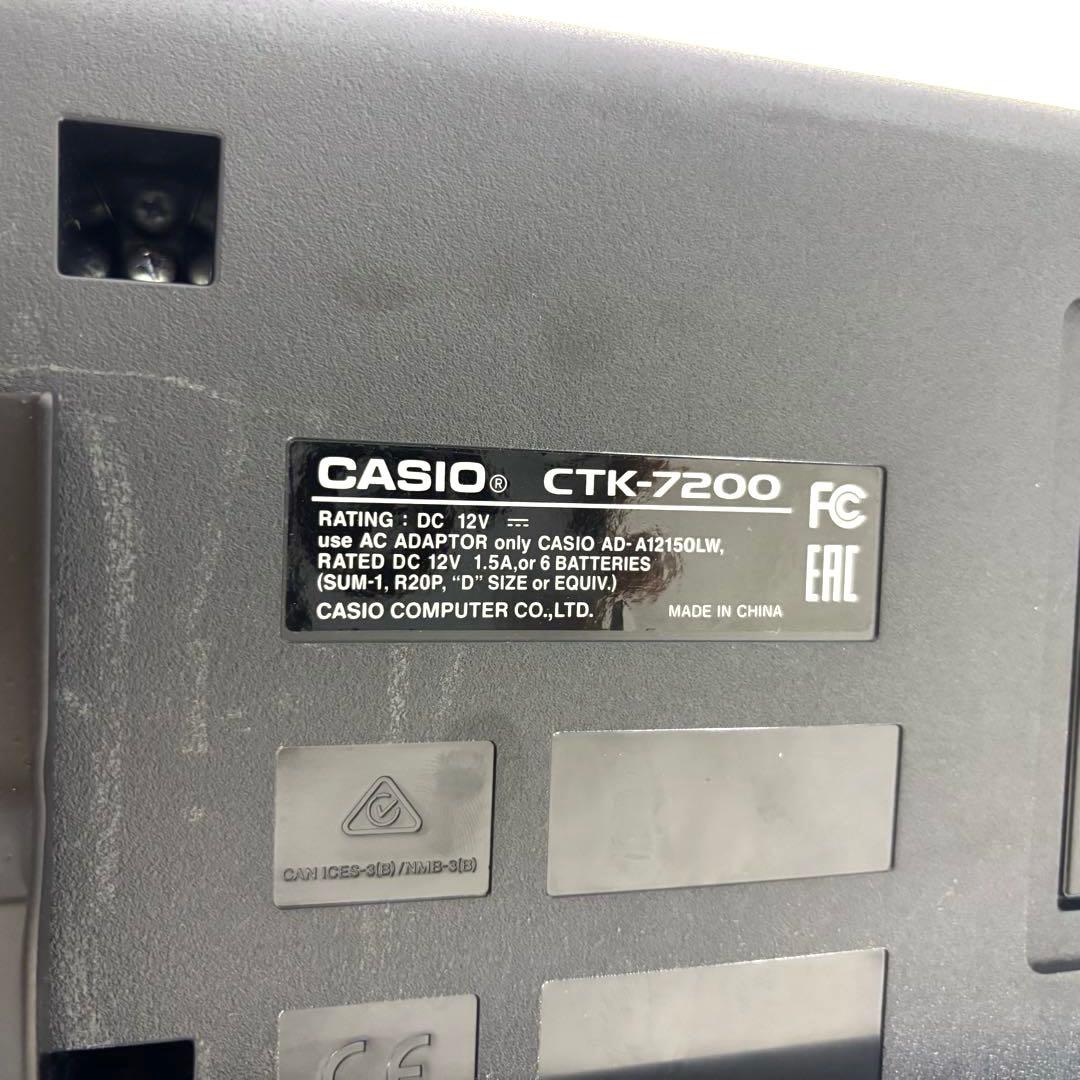 CASIO® CTK-7200
FC
RATING : DC 12V ⎓
use AC ADAPTOR only CASIO AD-A12150LW,
RATED DC 12V 1.5A,or 6 BATTERIES
(SUM-1, R20P, “D” SIZE or EQUIV.)
EAC
CASIO COMPUTER CO.,LTD. MADE IN CHINA
CAN ICES-3(B) /NMB-3(B)
CE